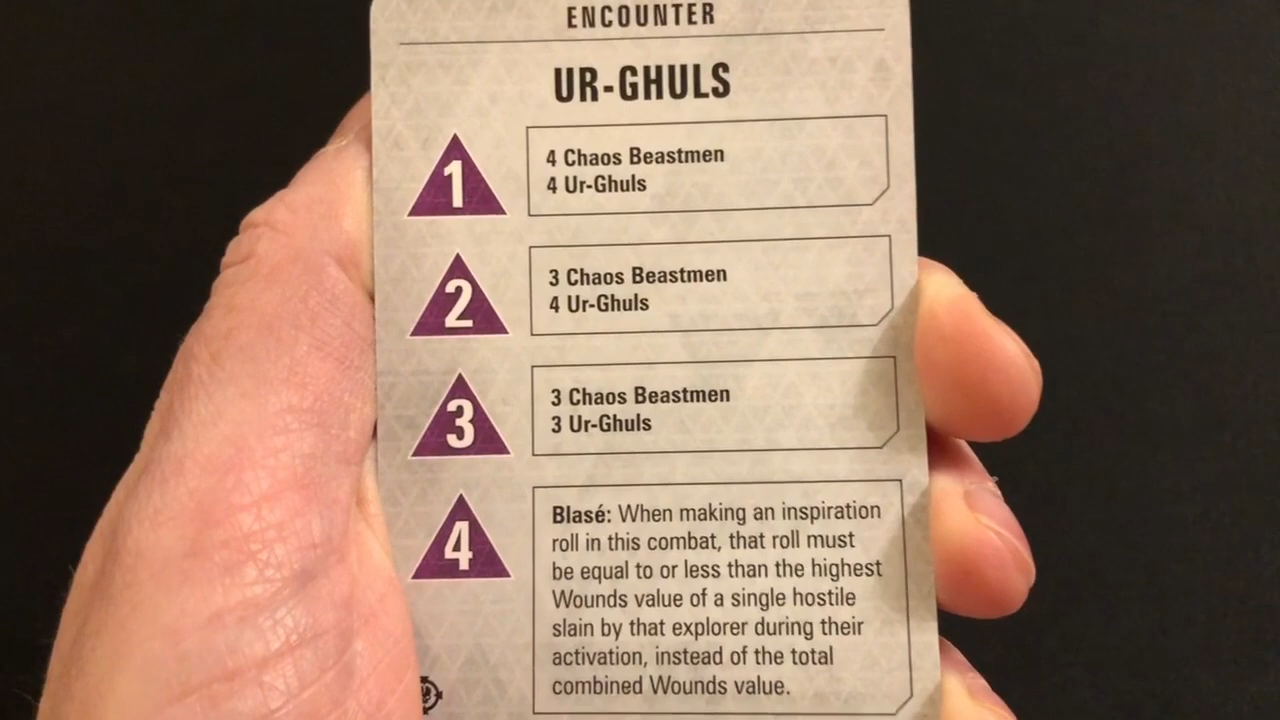 ENCOUNTER
UR-GHULS
1
4 Chaos Beastmen
4 Ur-Ghuls
2
3 Chaos Beastmen
4 Ur-Ghuls
3
3 Chaos Beastmen
3 Ur-Ghuls
4
Blasé: When making an inspiration
roll in this combat, that roll must
be equal to or less than the highest
Wounds value of a single hostile
slain by that explorer during their
activation, instead of the total
combined Wounds value.